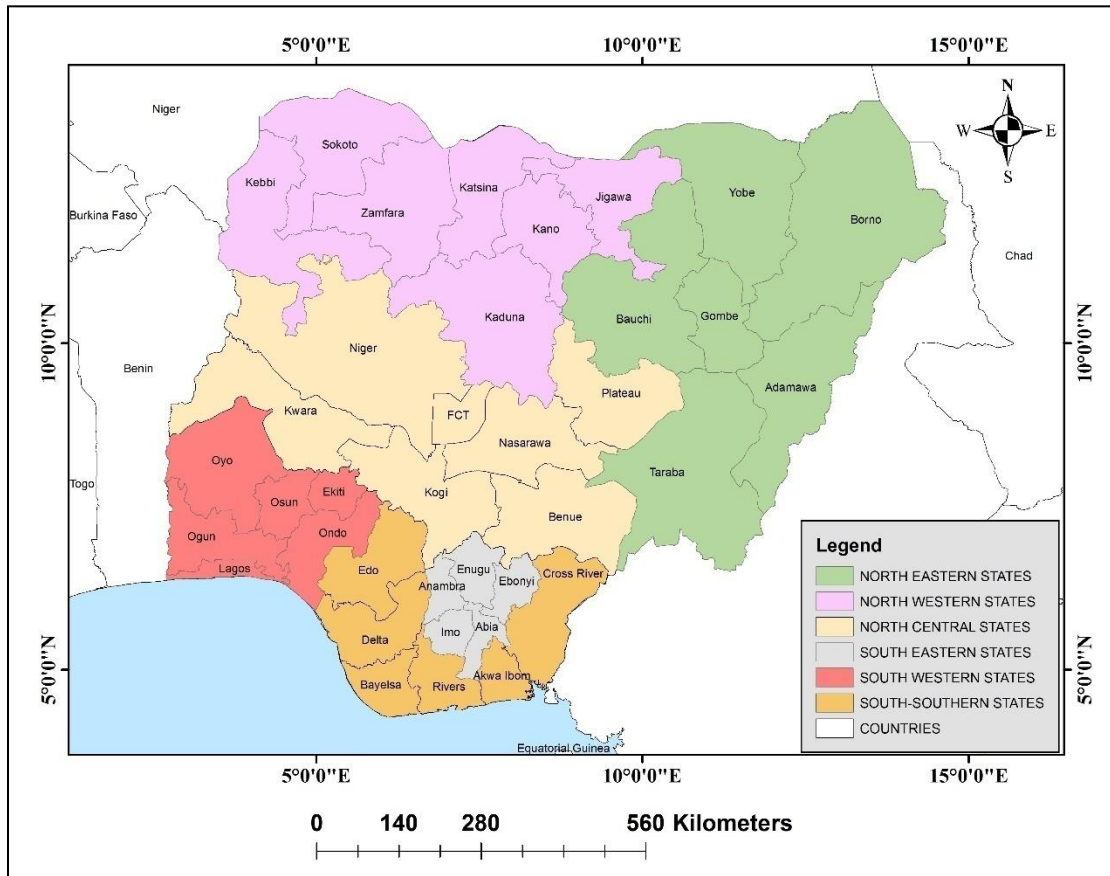 5°0'0"E 10°0'0"E 15°0'0"E
N
W E
S
Niger
Sokoto
Kebbi
Katsina
Jigawa
Yobe
Borno
Burkina Faso
Zamfara
Kano
Chad
Kaduna
Bauchi
Gombe
10°0'0"N
10°0'0"N
Niger
Benin
Adamawa
Plateau
Kwara
FCT
Nasarawa
Oyo
Taraba
Togo
Kogi
Ekiti
Osun
Benue
Ondo
Ogun
Lagos
Edo
Enugu
Anambra
Ebonyi
Cross River
Imo
Abia
Delta
Akwa Ibom
Bayelsa
Rivers
5°0'0"N
5°0'0"N
Equatorial Guinea
Legend
NORTH EASTERN STATES
NORTH WESTERN STATES
NORTH CENTRAL STATES
SOUTH EASTERN STATES
SOUTH WESTERN STATES
SOUTH-SOUTHERN STATES
COUNTRIES
5°0'0"E 10°0'0"E 15°0'0"E
0 140 280 560 Kilometers